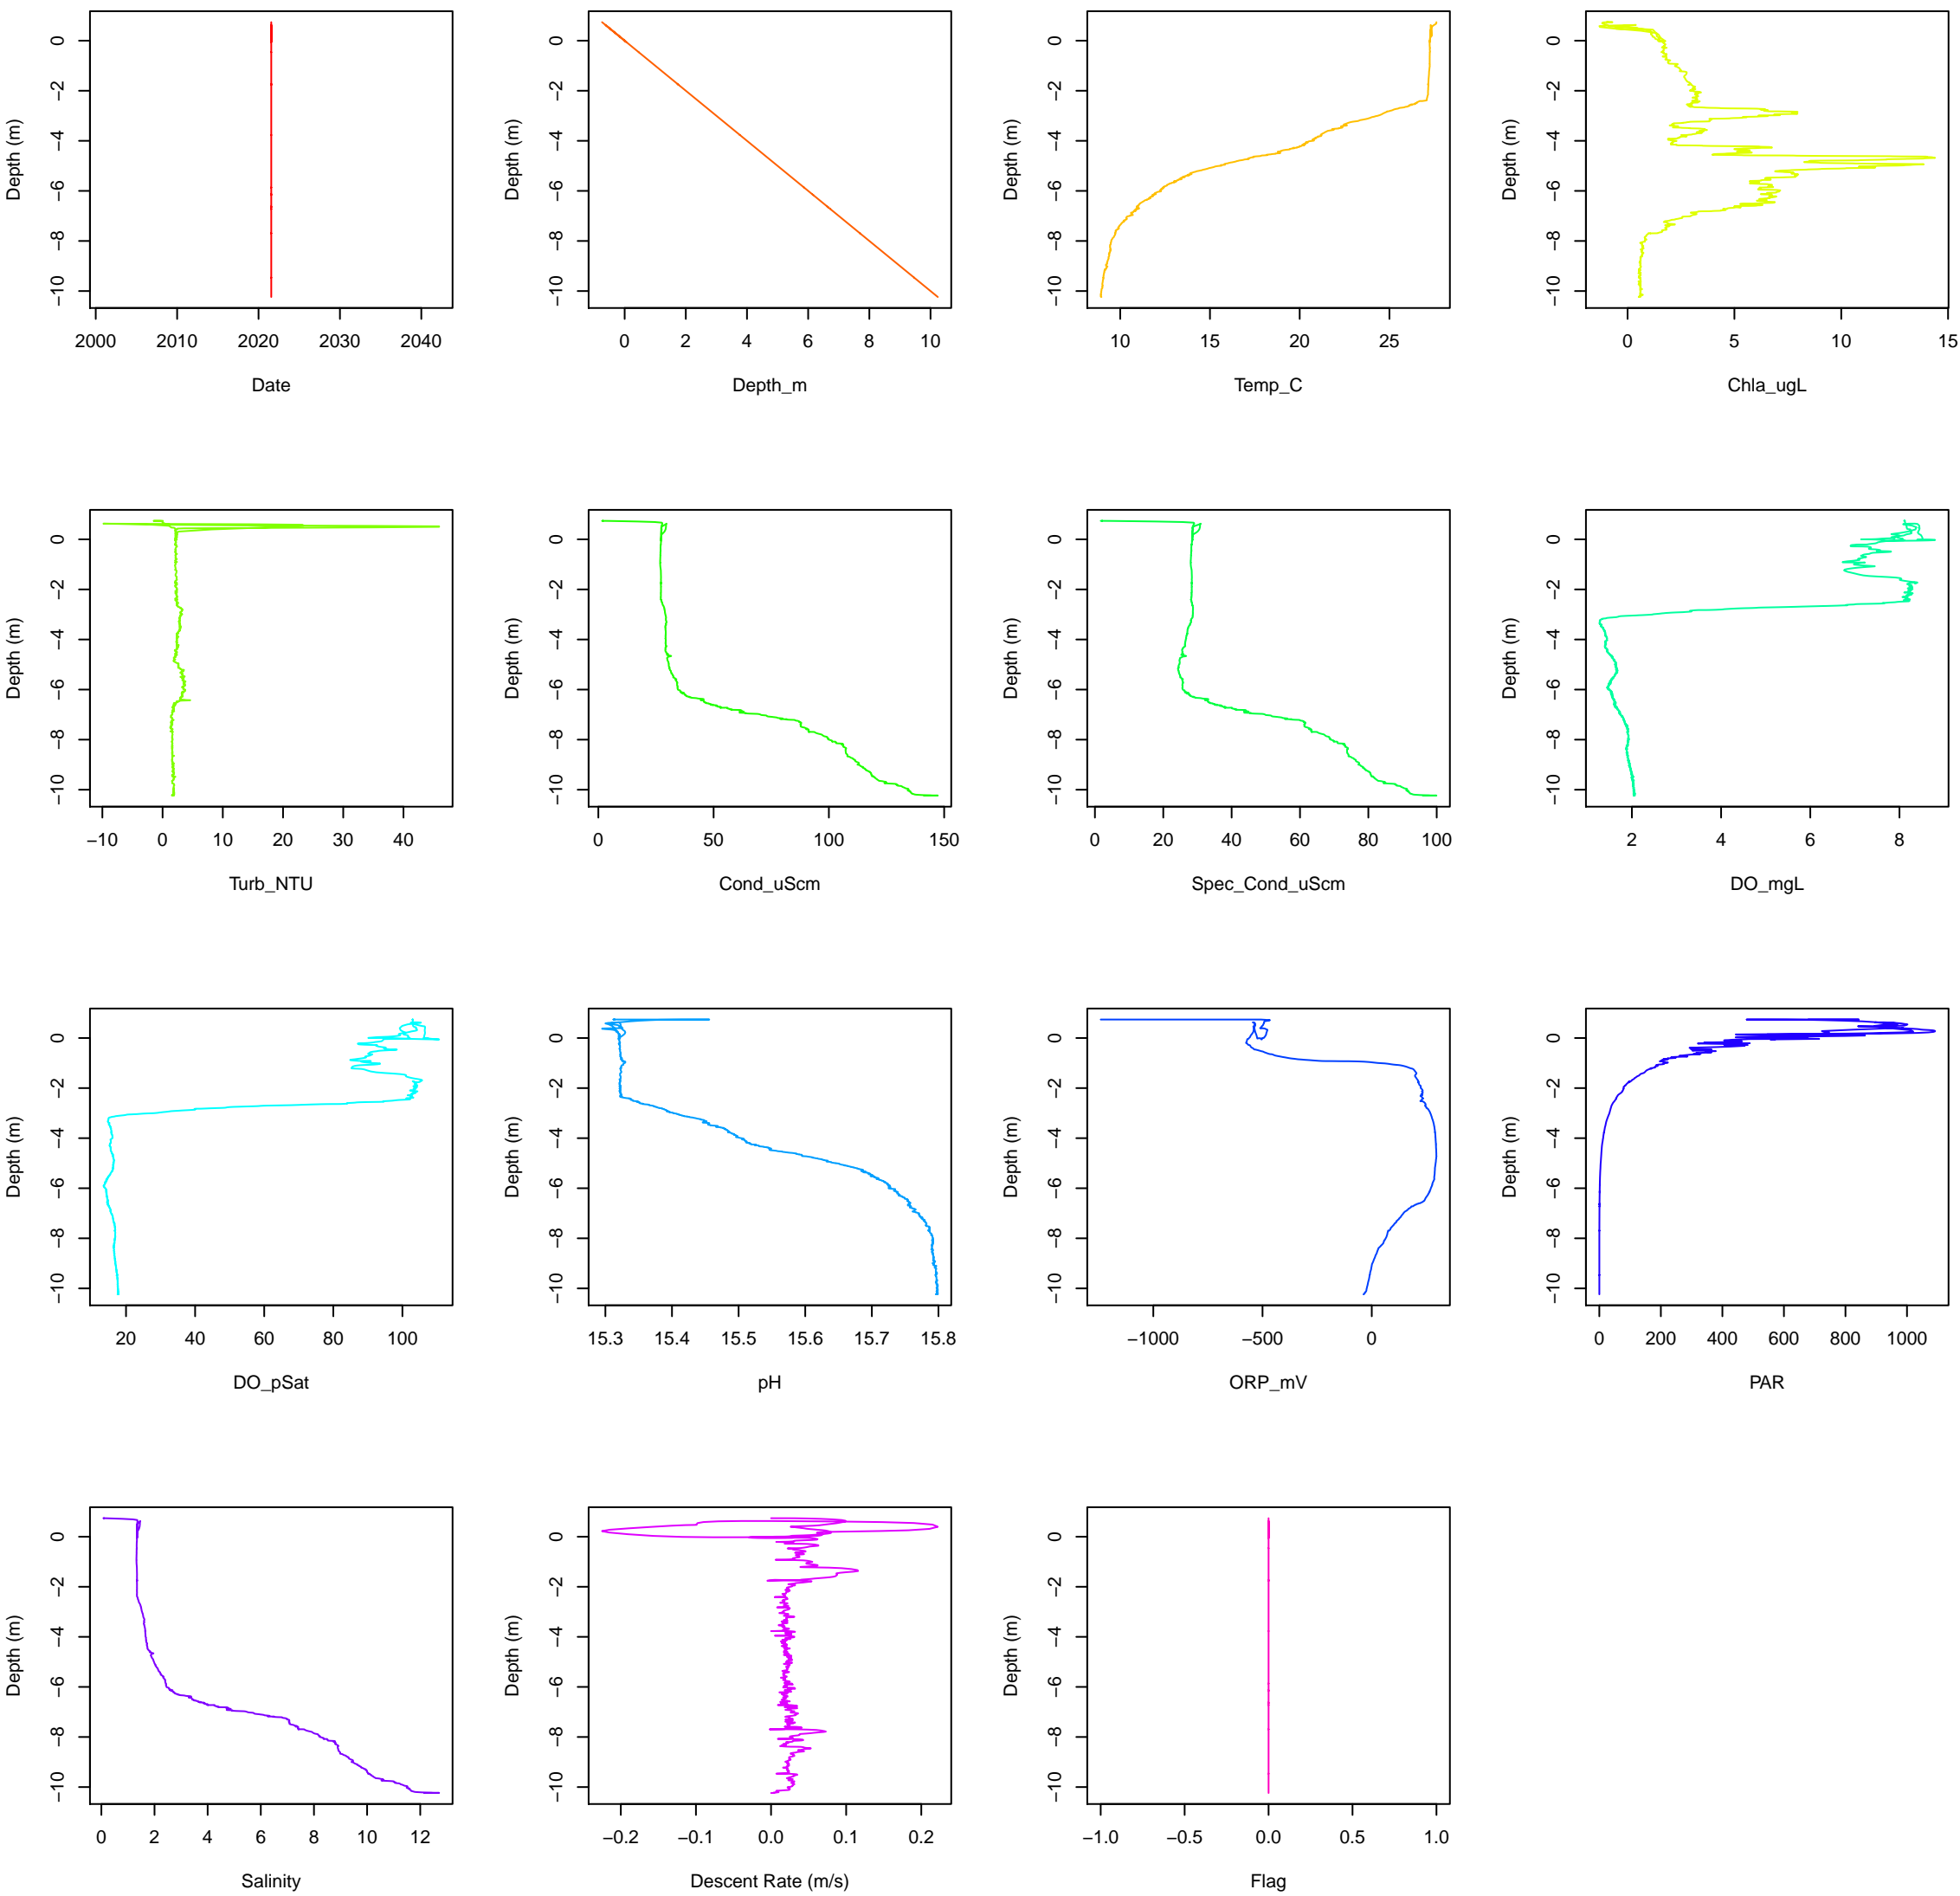 Depth (m)
0
−2
−4
−6
−8
−10
2000 2010 2020 2030 2040
Date
Depth (m)
0
−2
−4
−6
−8
−10
0 2 4 6 8 10
Depth_m
Depth (m)
0
−2
−4
−6
−8
−10
10 15 20 25
Temp_C
Depth (m)
0
−2
−4
−6
−8
−10
0 5 10 15
Chla_ugL
Depth (m)
0
−2
−4
−6
−8
−10
−10 0 10 20 30 40
Turb_NTU
Depth (m)
0
−2
−4
−6
−8
−10
0 50 100 150
Cond_uScm
Depth (m)
0
−2
−4
−6
−8
−10
0 20 40 60 80 100
Spec_Cond_uScm
Depth (m)
0
−2
−4
−6
−8
−10
2 4 6 8
DO_mgL
Depth (m)
0
−2
−4
−6
−8
−10
20 40 60 80 100
DO_pSat
Depth (m)
0
−2
−4
−6
−8
−10
15.3 15.4 15.5 15.6 15.7 15.8
pH
Depth (m)
0
−2
−4
−6
−8
−10
−1000 −500 0
ORP_mV
Depth (m)
0
−2
−4
−6
−8
−10
0 200 400 600 800 1000
PAR
Depth (m)
0
−2
−4
−6
−8
−10
0 2 4 6 8 10 12
Salinity
Depth (m)
0
−2
−4
−6
−8
−10
−0.2 −0.1 0.0 0.1 0.2
Descent Rate (m/s)
Depth (m)
0
−2
−4
−6
−8
−10
−1.0 −0.5 0.0 0.5 1.0
Flag